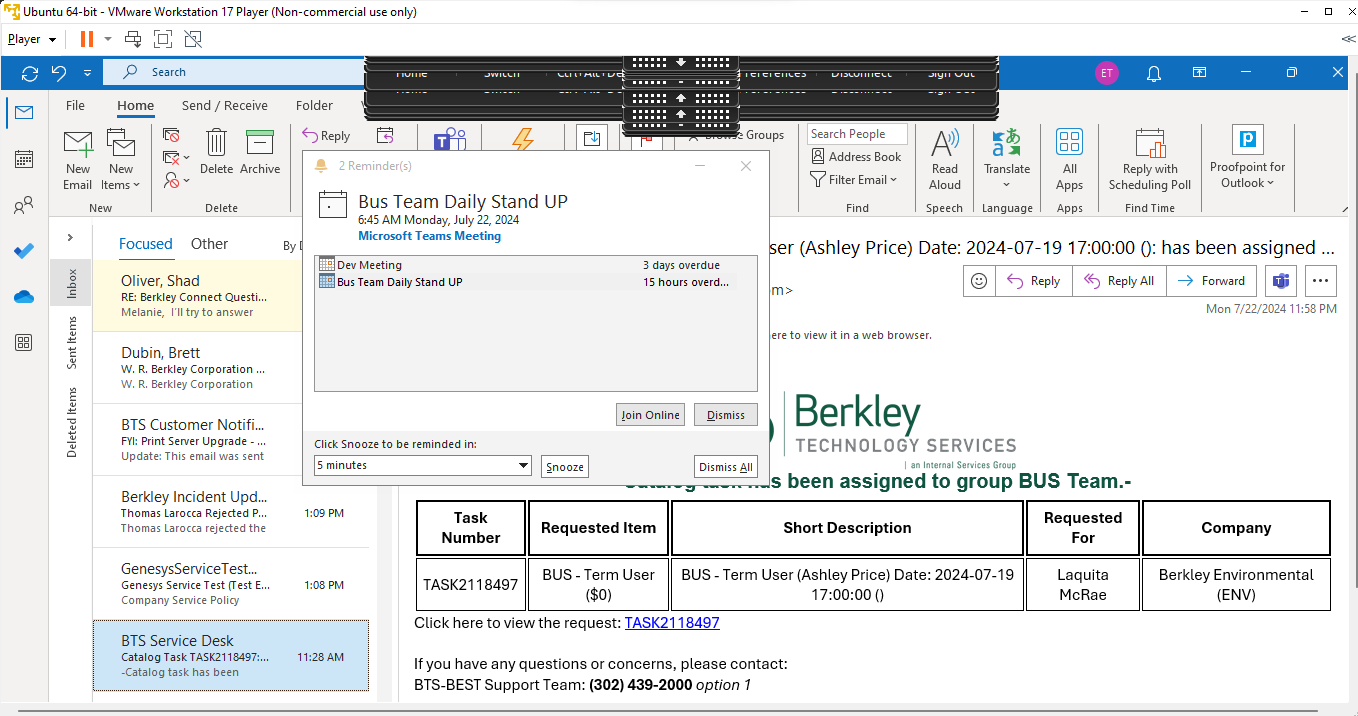 Ubuntu 64-bit - VMware Workstation 17 Player (Non-commercial use only)
Player
Search
Home Switch Ctrl+Alt+De references Disconnect Sign Out
ET
File Home Send / Receive Folder
New Email
New Items
New
Delete
Archive
Delete
Reply
Browse Groups
Search People
Address Book
Filter Email
Find
Read Aloud
Speech
Translate
Language
All Apps
Apps
Reply with Scheduling Poll
Find Time
Proofpoint for Outlook
2 Reminder(s)
Bus Team Daily Stand UP
6:45 AM Monday, July 22, 2024
Microsoft Teams Meeting
Dev Meeting 3 days overdue
Bus Team Daily Stand UP 15 hours overd...
Join Online Dismiss
Click Snooze to be reminded in:
5 minutes Snooze Dismiss All
Inbox
Sent Items
Deleted Items
Focused Other By D
Oliver, Shad
RE: Berkley Connect Questi...
Melanie, I'll try to answer
Dubin, Brett
W. R. Berkley Corporation ...
W. R. Berkley Corporation
BTS Customer Notifi...
FYI: Print Server Upgrade - ...
Update: This email was sent
Berkley Incident Upd...
Thomas Larocca Rejected P... 1:09 PM
Thomas Larocca rejected the
GenesysServiceTest...
Genesys Service Test (Test E... 1:08 PM
Company Service Policy
BTS Service Desk
Catalog Task TASK2118497:... 11:28 AM
-Catalog task has been
ser (Ashley Price) Date: 2024-07-19 17:00:00 (): has been assigned ...
m>
Reply Reply All Forward
Mon 7/22/2024 11:58 PM
ere to view it in a web browser.
Berkley
TECHNOLOGY SERVICES
| an Internal Services Group
Catalog task has been assigned to group BUS Team.-
Task Number Requested Item Short Description Requested For Company
TASK2118497 BUS - Term User ($0) BUS - Term User (Ashley Price) Date: 2024-07-19 17:00:00 () Laquita McRae Berkley Environmental (ENV)
Click here to view the request: TASK2118497
If you have any questions or concerns, please contact:
BTS-BEST Support Team: (302) 439-2000 option 1